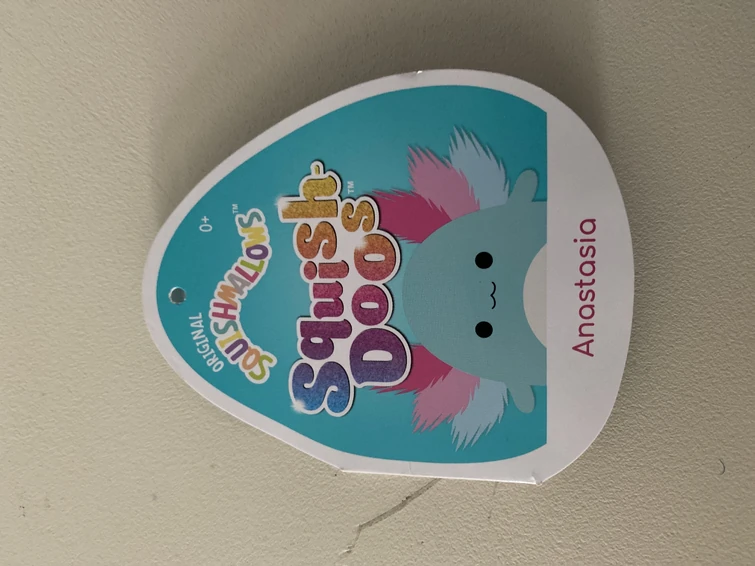 ORIGINAL
SQUISHMALLOWS™
0+
Squish-
Doos™
Anastasia